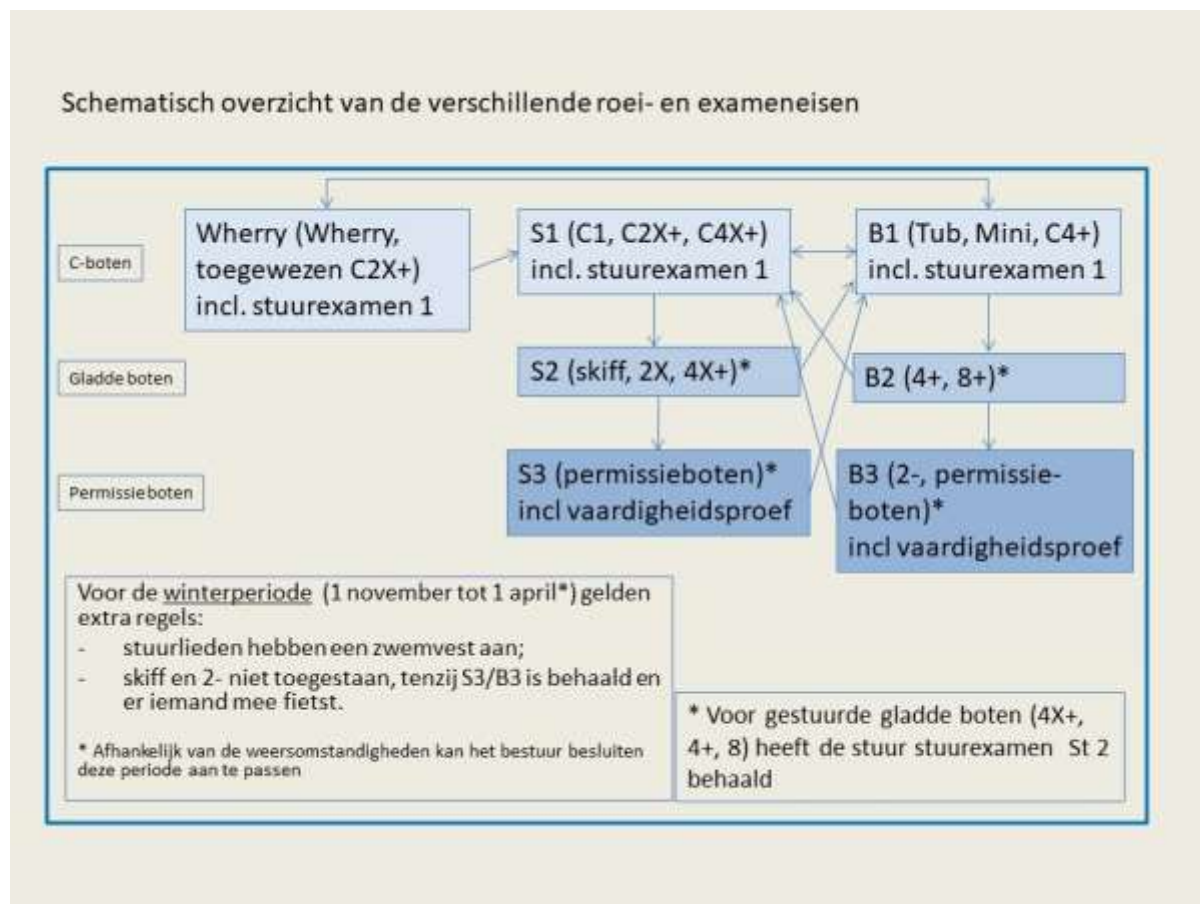 Schematisch overzicht van de verschillende roei- en exameneisen
C-boten
Wherry (Wherry,
toegewezen C2X+)
incl. stuurexamen 1
S1 (C1, C2X+, C4X+)
incl. stuurexamen 1
B1 (Tub, Mini, C4+)
incl. stuurexamen 1
Gladde boten
S2 (skiff, 2X, 4X+)*
B2 (4+, 8+)*
Permissieboten
S3 (permissieboten)*
incl vaardigheidsproef
B3 (2-, permissie-
boten)*
incl vaardigheidsproef
Voor de winterperiode (1 november tot 1 april*) gelden
extra regels:
- stuurlieden hebben een zwemvest aan;
- skiff en 2- niet toegestaan, tenzij S3/B3 is behaald en
er iemand mee fietst.
* Afhankelijk van de weersomstandigheden kan het bestuur besluiten
deze periode aan te passen
* Voor gestuurde gladde boten (4X+,
4+, 8) heeft de stuur stuurexamen St 2
behaald